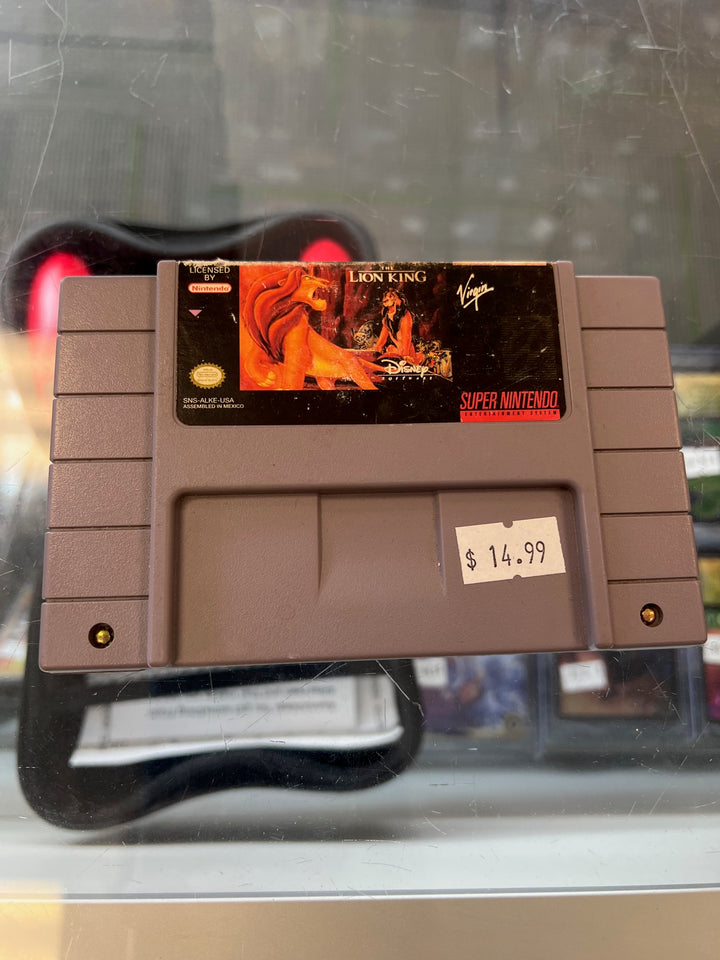 LICENSED
BY
Nintendo
THE
LION KING
Virgin
Disney
SOFTWARE
SNS-ALKE-USA
ASSEMBLED IN MEXICO
SUPER NINTENDO
ENTERTAINMENT SYSTEM
$ 14.99